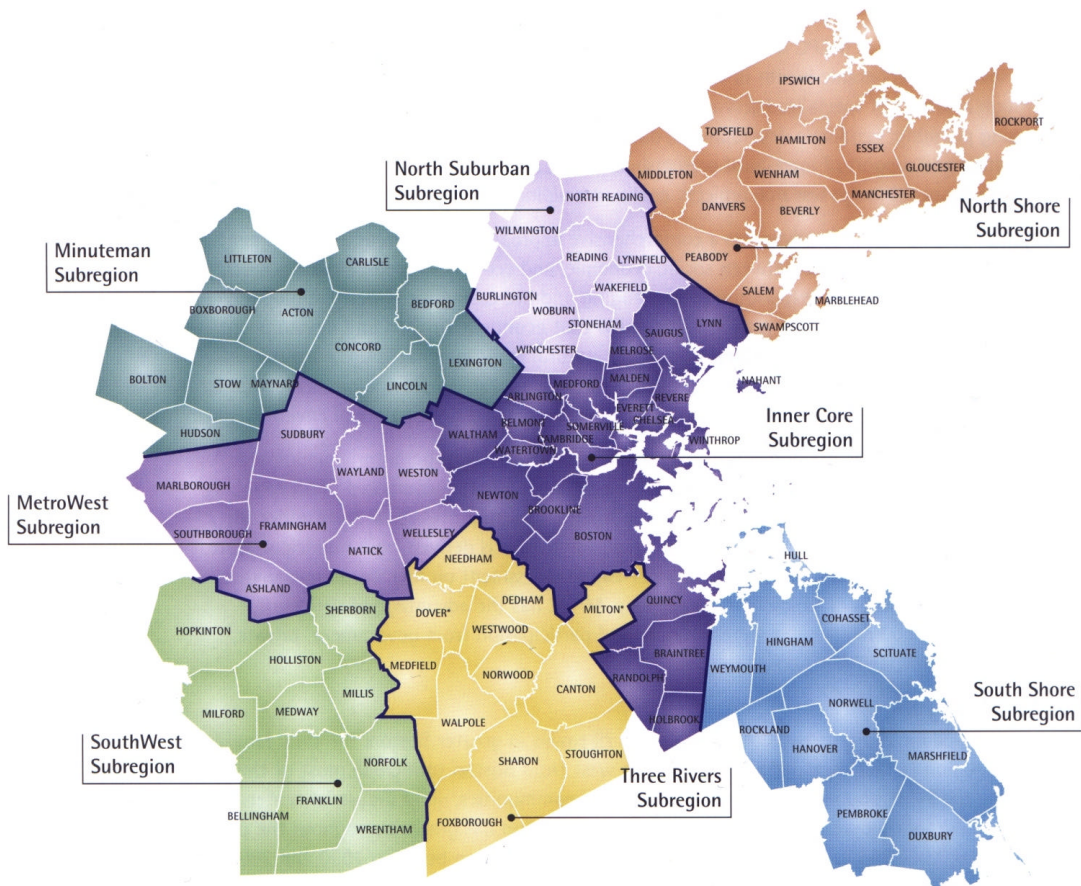 IPSWICH
ROCKPORT
TOPSFIELD
HAMILTON
ESSEX
GLOUCESTER
North Suburban
Subregion
MIDDLETON
WENHAM
MANCHESTER
NORTH READING
DANVERS
BEVERLY
North Shore
Subregion
WILMINGTON
Minuteman
Subregion
LITTLETON
CARLISLE
READING
LYNNFIELD
PEABODY
SALEM
MARBLEHEAD
BOXBOROUGH
ACTON
BEDFORD
BURLINGTON
WAKEFIELD
WOBURN
STONEHAM
SAUGUS
LYNN
SWAMPSCOTT
CONCORD
WINCHESTER
MELROSE
LEXINGTON
BOLTON
STOW
MAYNARD
LINCOLN
MEDFORD
MALDEN
NAHANT
ARLINGTON
REVERE
EVERETT
CHELSEA
Inner Core
Subregion
HUDSON
SUDBURY
WALTHAM
BELMONT
SOMERVILLE
CAMBRIDGE
WINTHROP
WATERTOWN
WAYLAND
WESTON
MARLBOROUGH
NEWTON
BROOKLINE
MetroWest
Subregion
SOUTHBOROUGH
FRAMINGHAM
WELLESLEY
BOSTON
NATICK
NEEDHAM
HULL
ASHLAND
SHERBORN
DOVER*
DEDHAM
MILTON*
QUINCY
COHASSET
HOPKINTON
WESTWOOD
HINGHAM
SCITUATE
HOLLISTON
MEDFIELD
NORWOOD
BRAINTREE
WEYMOUTH
RANDOLPH
MILLIS
CANTON
South Shore
Subregion
MILFORD
MEDWAY
WALPOLE
HOLBROOK
NORWELL
ROCKLAND
SouthWest
Subregion
NORFOLK
SHARON
STOUGHTON
HANOVER
MARSHFIELD
Three Rivers
Subregion
FRANKLIN
BELLINGHAM
WRENTHAM
FOXBOROUGH
PEMBROKE
DUXBURY